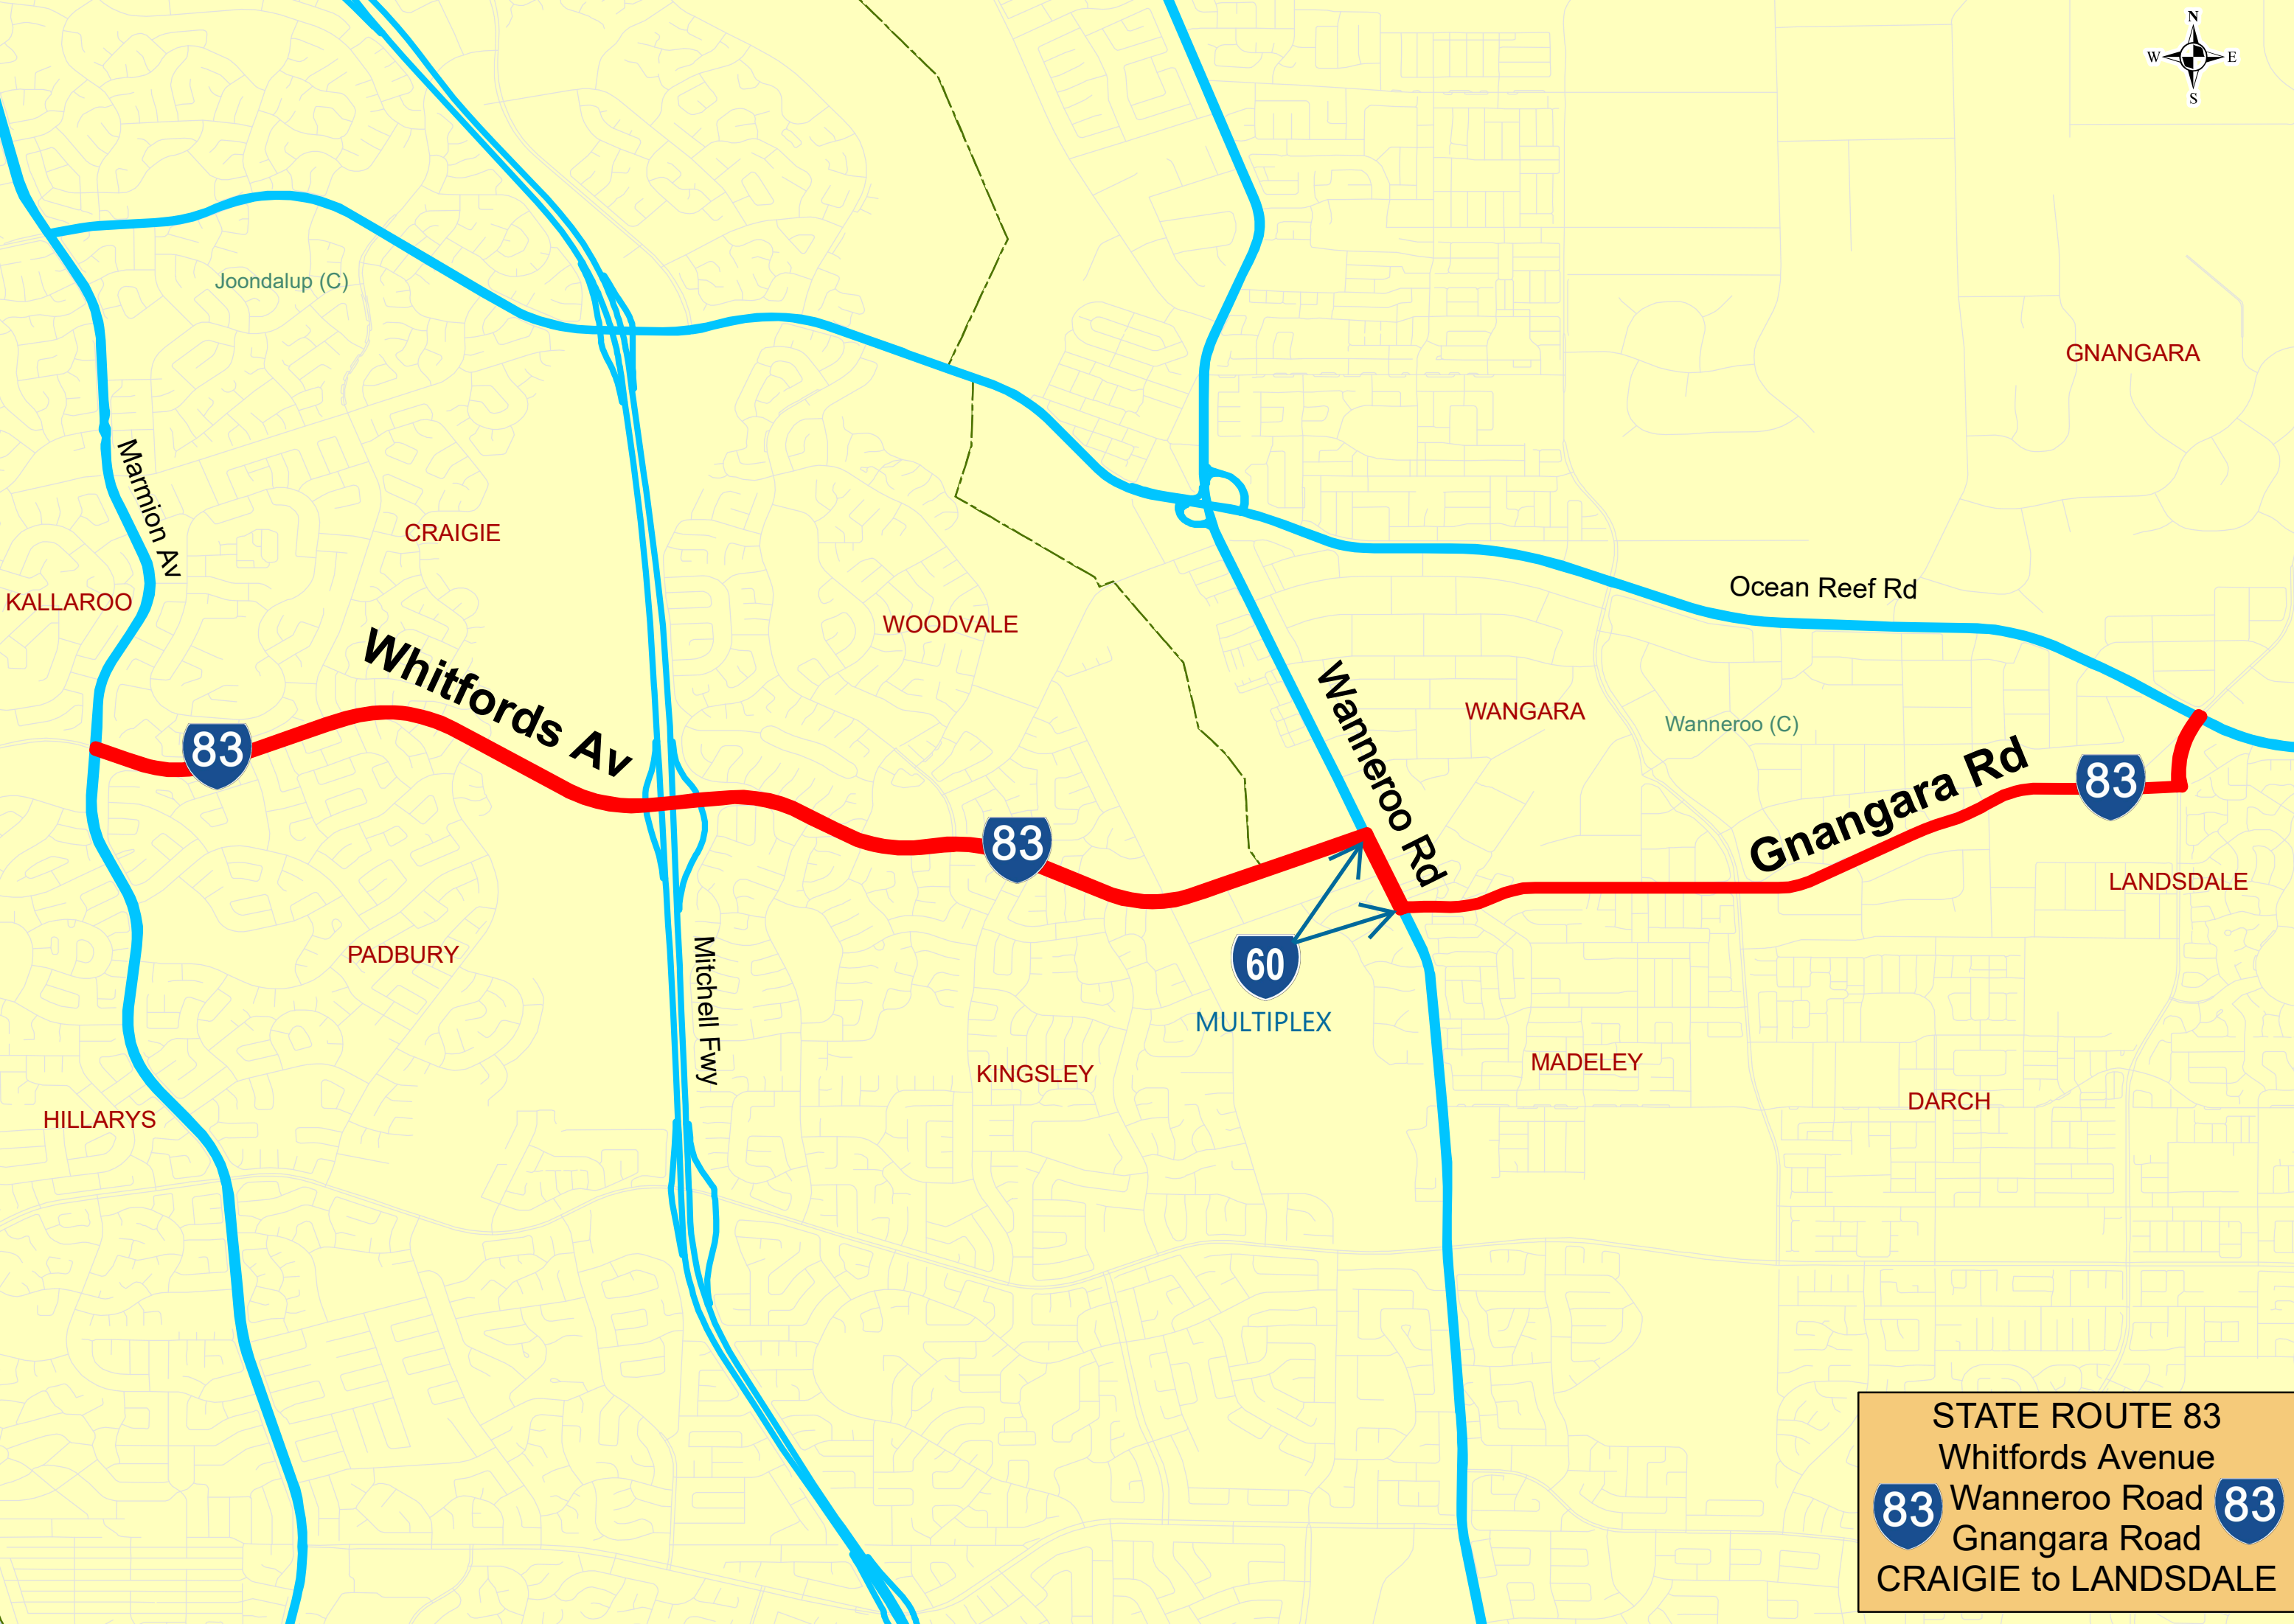 N
W E
S
Joondalup (C)
GNANGARA
Marmion Av
CRAIGIE
Ocean Reef Rd
KALLAROO
WOODVALE
Whitfords Av
Wanneroo Rd
WANGARA
Wanneroo (C)
83
Gnangara Rd
83
83
LANDSDALE
PADBURY
Mitchell Fwy
60
MULTIPLEX
KINGSLEY
MADELEY
DARCH
HILLARYS
STATE ROUTE 83
Whitfords Avenue
83 Wanneroo Road 83
Gnangara Road
CRAIGIE to LANDSDALE